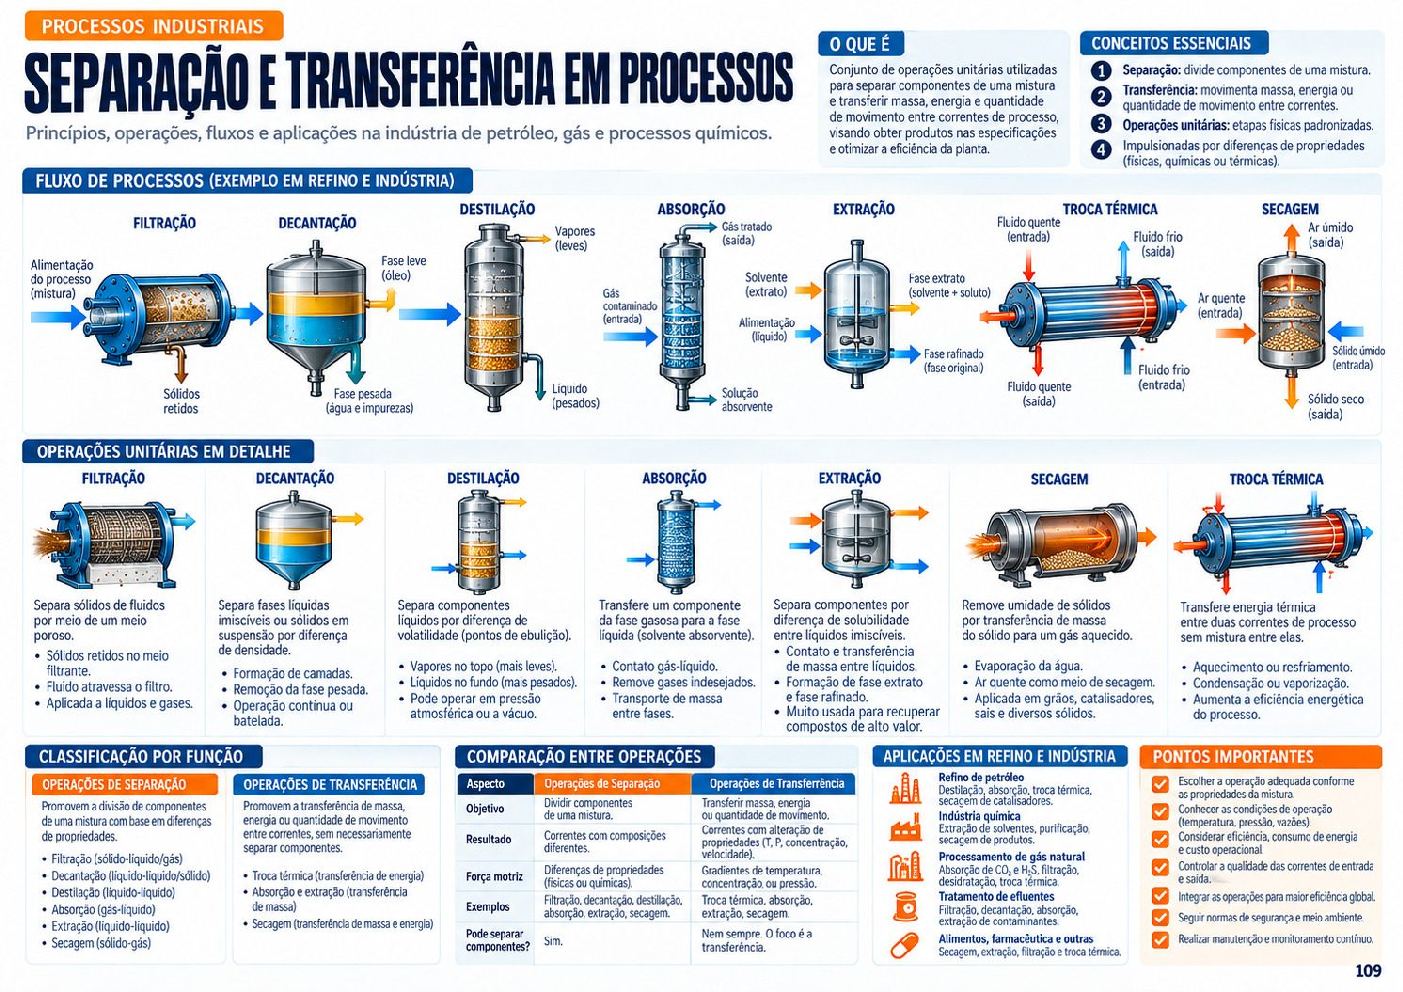 PROCESSOS INDUSTRIAIS
SEPARAÇÃO E TRANSFERÊNCIA EM PROCESSOS
Princípios, operações, fluxos e aplicações na indústria de petróleo, gás e processos químicos.
O QUE É
Conjunto de operações unitárias utilizadas
para separar componentes de uma mistura
e transferir massa, energia e quantidade
de movimento entre correntes de processo,
visando obter produtos nas especificações
e otimizar a eficiência da planta.
CONCEITOS ESSENCIAIS
1 Separação: divide componentes de uma mistura.
2 Transferência: movimenta massa, energia ou
quantidade de movimento entre correntes.
3 Operações unitárias: etapas físicas padronizadas.
4 Impulsionadas por diferenças de propriedades
(físicas, químicas ou térmicas).
FLUXO DE PROCESSOS (EXEMPLO EM REFINO E INDÚSTRIA)
FILTRAÇÃO
Alimentação
do processo
(mistura)
Sólidos
retidos
DECANTAÇÃO
Fase leve
(óleo)
Fase pesada
(água e impurezas)
DESTILAÇÃO
Vapores
(leves)
Líquido
(pesados)
ABSORÇÃO
Gás tratado
(saída)
Gás
contaminado
(entrada)
Solução
absorvente
EXTRAÇÃO
Solvente
(extrato)
Alimentação
(líquido)
Fase extrato
(solvente + soluto)
Fase rafinado
(fase original)
TROCA TÉRMICA
Fluido quente
(entrada)
Fluido frio
(saída)
Fluido quente
(saída)
Fluido frio
(entrada)
SECAGEM
Ar úmido
(saída)
Ar quente
(entrada)
Sólido úmido
(entrada)
Sólido seco
(saída)
OPERAÇÕES UNITÁRIAS EM DETALHE
FILTRAÇÃO
Separa sólidos de fluidos
por meio de um meio
poroso.
• Sólidos retidos no meio
filtrante.
• Fluido atravessa o filtro.
• Aplicada a líquidos e gases.
DECANTAÇÃO
Separa fases líquidas
imiscíveis ou sólidos em
suspensão por diferença
de densidade.
• Formação de camadas.
• Remoção da fase pesada.
• Operação contínua ou
batelada.
DESTILAÇÃO
Separa componentes
líquidos por diferença de
volatilidade (pontos de ebulição).
• Vapores no topo (mais leves).
• Líquidos no fundo (mais pesados).
• Pode operar em pressão
atmosférica ou a vácuo.
ABSORÇÃO
Transfere um componente
da fase gasosa para a fase
líquida (solvente absorvente).
• Contato gás-líquido.
• Remove gases indesejados.
• Transporte de massa
entre fases.
EXTRAÇÃO
Separa componentes por
diferença de solubilidade
entre líquidos imiscíveis.
• Contato e transferência
de massa entre líquidos.
• Formação de fase extrato
e fase rafinado.
• Muito usada para recuperar
compostos de alto valor.
SECAGEM
Remove umidade de sólidos
por transferência de massa
do sólido para um gás aquecido.
• Evaporação da água.
• Ar cuente como meio de secagem.
• Aplicada em grãos, catalisadores,
sais e diversos sólidos.
TROCA TÉRMICA
Transfere energia térmica
entre duas correntes de processo
sem mistura entre elas.
• Aquecimento ou resfriamento.
• Condensação ou vaporização.
• Aumenta a eficiência energética
do processo.
CLASSIFICAÇÃO POR FUNÇÃO
OPERAÇÕES DE SEPARAÇÃO
Promovem a divisão de componentes
de uma mistura com base em diferenças
de propriedades.
• Filtração (sólido-líquido/gás)
• Decantação (líquido-líquido/sólido)
• Destilação (líquido-líquido)
• Absorção (gás-líquido)
• Extração (líquido-líquido)
• Secagem (sólido-gás)
OPERAÇÕES DE TRANSFERÊNCIA
Promovem a transferência de massa,
energia ou quantidade de movimento
entre correntes, sem necessariamente
separar componentes.
• Troca térmica (transferência de energia)
• Absorção e extração (transferência
de massa)
• Secagem (transferência de massa e energia)
COMPARAÇÃO ENTRE OPERAÇÕES
Aspecto Operações de Separação Operações de Transferência
Objetivo Dividir componentes de uma mistura. Transferir massa, energia ou quantidade de movimento.
Resultado Correntes com composições diferentes. Correntes com alteração de propriedades (T, P, concentração, velocidade).
Força motriz Diferenças de propriedades (físicas ou químicas). Gradientes de temperatura, concentração, ou pressão.
Exemplos Filtração, decantação, destilação, absorção, extração, secagem. Troca térmica, absorção, extração, secagem.
Pode separar componentes? Sim. Nem sempre. O foco é a transferência.
APLICAÇÕES EM REFINO E INDÚSTRIA
Refino de petróleo
Destilação, absorção, troca térmica,
secagem de catalisadores.
Indústria química
Extração de solventes, purificação,
secagem de produtos.
Processamento de gás natural
Absorção de CO₂ e H₂S, filtração,
desidratação, troca térmica.
Tratamento de efluentes
Filtração, decantação, absorção,
extração de contaminantes.
Alimentos, farmacêutica e outras
Secagem, extração, filtração e troca térmica.
PONTOS IMPORTANTES
Escolher a operação adequada conforme
as propriedades da mistura.
Conhecer as condições de operação
(temperatura, pressão, vazões).
Considerar eficiência, consumo de energia
e custo operacional.
Controlar a qualidade das correntes de entrada
e saída.
Integrar as operações para maior eficiência global.
Seguir normas de segurança e meio ambiente.
Realizar manutenção e monitoramento contínuo.
109